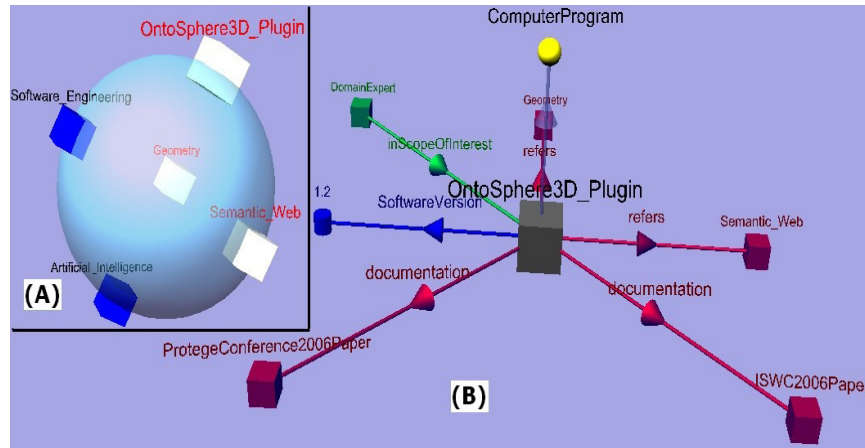 OntoSphere3D_Plugin
Software_Engineering
Geometry
Semantic_Web
Artificial_Intelligence
(A)
ComputerProgram
DomainExpert
Geometry
inScopeOfInterest
refers
OntoSphere3D_Plugin
1.2
SoftwareVersion
refers
Semantic_Web
documentation
documentation
ProtegeConference2006Paper
ISWC2006Pape
(B)